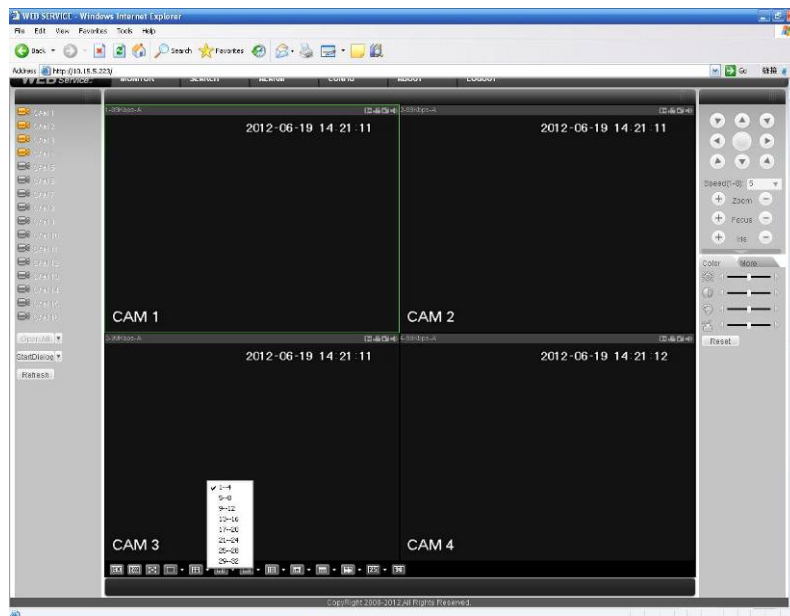 WEB SERVICE - Windows Internet Explorer
File Edit View Favorites Tools Help
Back Search Favorites
Address http://10.15.5.223/ Go
WEB Service
MONITOR SEARCH ALARM CONFIG ABOUT LOGOUT
CAM 1
CAM 2
CAM 3
2012-06-19 14:21:11
2012-06-19 14:21:11
CAM 1
CAM 2
2012-06-19 14:21:11
2012-06-19 14:21:12
CAM 3
CAM 4
StartDialog
Refresh
1--4
5--8
9--12
13--16
17--20
21--24
25--28
29--32
Speed(1-8): 5
Zoom
Focus
Iris
Color More
Reset
CopyRight 2008-2012,All Rights Reserved.